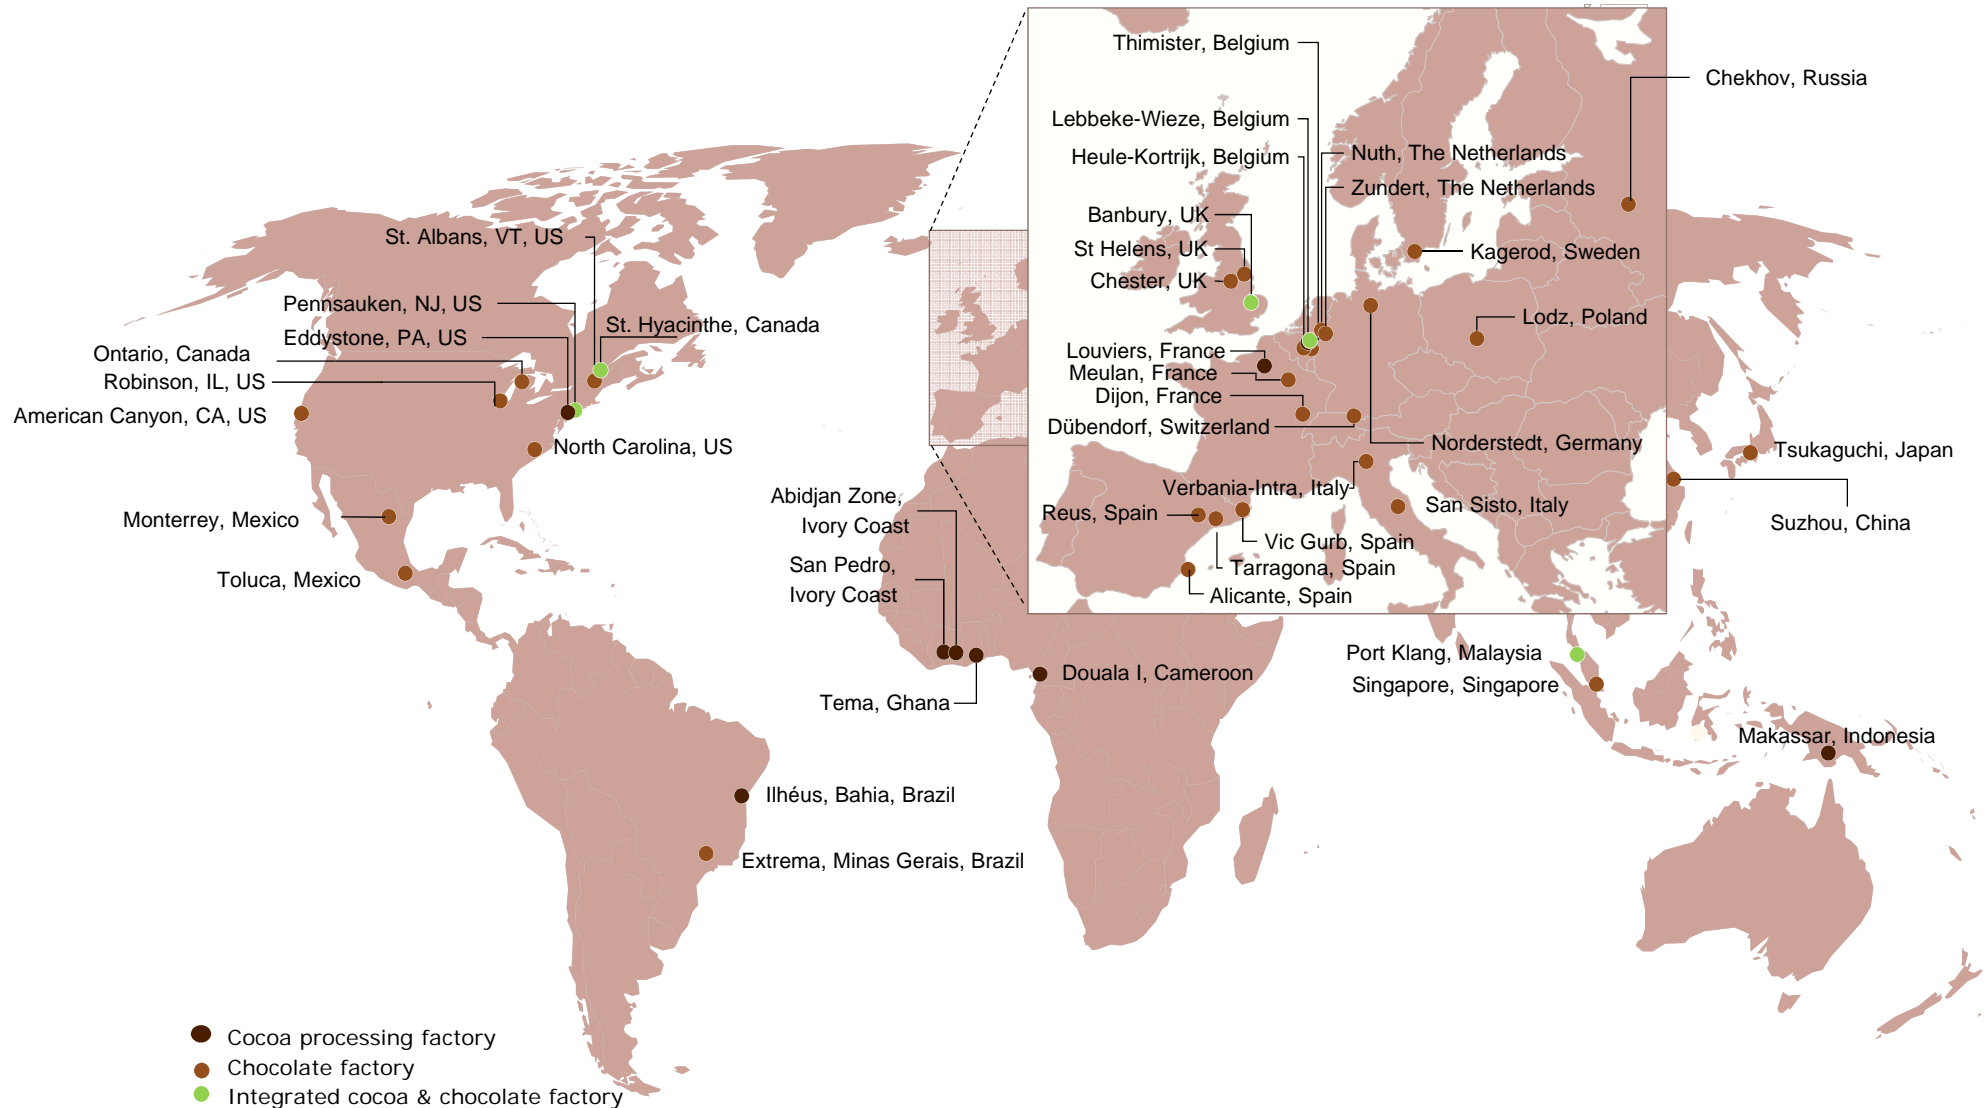 Thimister, Belgium
Chekhov, Russia
Lebbeke-Wieze, Belgium
Heule-Kortrijk, Belgium
Nuth, The Netherlands
Zundert, The Netherlands
Banbury, UK
St. Albans, VT, US
St Helens, UK
Kagerod, Sweden
Chester, UK
Pennsauken, NJ, US
St. Hyacinthe, Canada
Lodz, Poland
Eddystone, PA, US
Ontario, Canada
Louviers, France
Meulan, France
Robinson, IL, US
Dijon, France
American Canyon, CA, US
Dübendorf, Switzerland
North Carolina, US
Norderstedt, Germany
Tsukaguchi, Japan
Verbania-Intra, Italy
Abidjan Zone,
Ivory Coast
San Sisto, Italy
Reus, Spain
Monterrey, Mexico
Suzhou, China
Vic Gurb, Spain
San Pedro,
Ivory Coast
Tarragona, Spain
Toluca, Mexico
Alicante, Spain
Port Klang, Malaysia
Douala I, Cameroon
Singapore, Singapore
Tema, Ghana
Makassar, Indonesia
Ilhéus, Bahia, Brazil
Extrema, Minas Gerais, Brazil
Cocoa processing factory
Chocolate factory
Integrated cocoa & chocolate factory